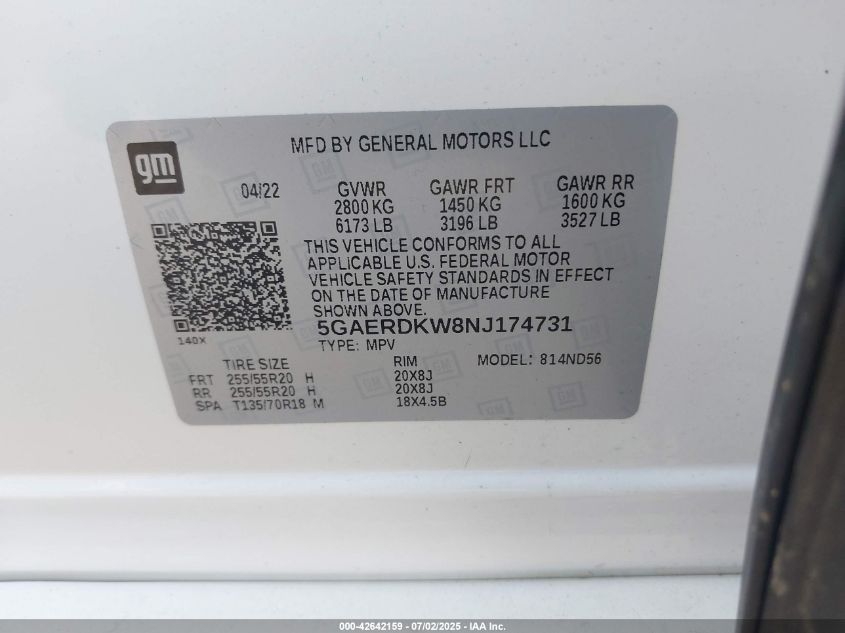 MFD BY GENERAL MOTORS LLC
gm
04/22 GVWR GAWR FRT GAWR RR
2800 KG 1450 KG 1600 KG
6173 LB 3196 LB 3527 LB
THIS VEHICLE CONFORMS TO ALL
APPLICABLE U.S. FEDERAL MOTOR
VEHICLE SAFETY STANDARDS IN EFFECT
ON THE DATE OF MANUFACTURE
SHOWN ABOVE.
5GAERDKW8NJ174731
140X
TYPE: MPV
TIRE SIZE RIM MODEL: 814ND56
FRT 255/55R20 H 20X8J
RR 255/55R20 H 20X8J
SPA T135/70R18 M 18X4.5B
000-42642159 - 07/02/2025 - IAA Inc.